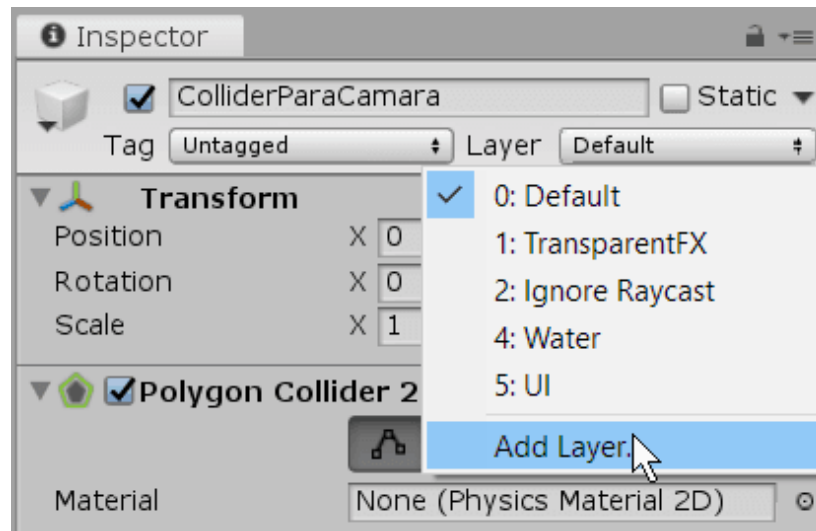 Inspector
ColliderParaCamara Static
Tag Untagged Layer Default
Transform 0: Default
Position X 0 1: TransparentFX
Rotation X 0 2: Ignore Raycast
Scale X 1 4: Water
5: UI
Polygon Collider 2
Add Layer.
Material None (Physics Material 2D)